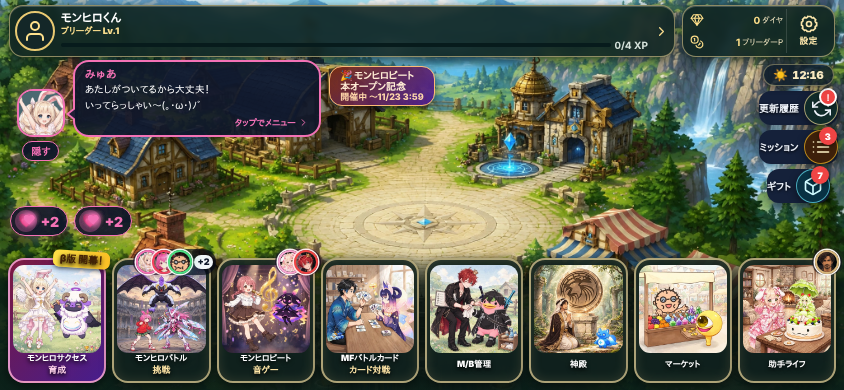 モンヒロくん
ブリーダー Lv.1
0/4 XP
0 ダイヤ
1 ブリーダーP
設定
みゅあ
あたしがついてるから大丈夫!
いってらっしゃい〜(｡･ω･)ﾉﾞ
タップでメニュー
隠す
🎉 モンヒロビート
本オープン記念
開催中 〜11/23 3:59
12:16
更新履歴
!
ミッション
3
ギフト
7
+2
+2
β版 開幕!
+2
モンヒロサクセス
育成
モンヒロバトル
挑戦
モンヒロビート
音ゲー
MFバトルカード
カード対戦
M/B管理
神殿
マーケット
助手ライフ